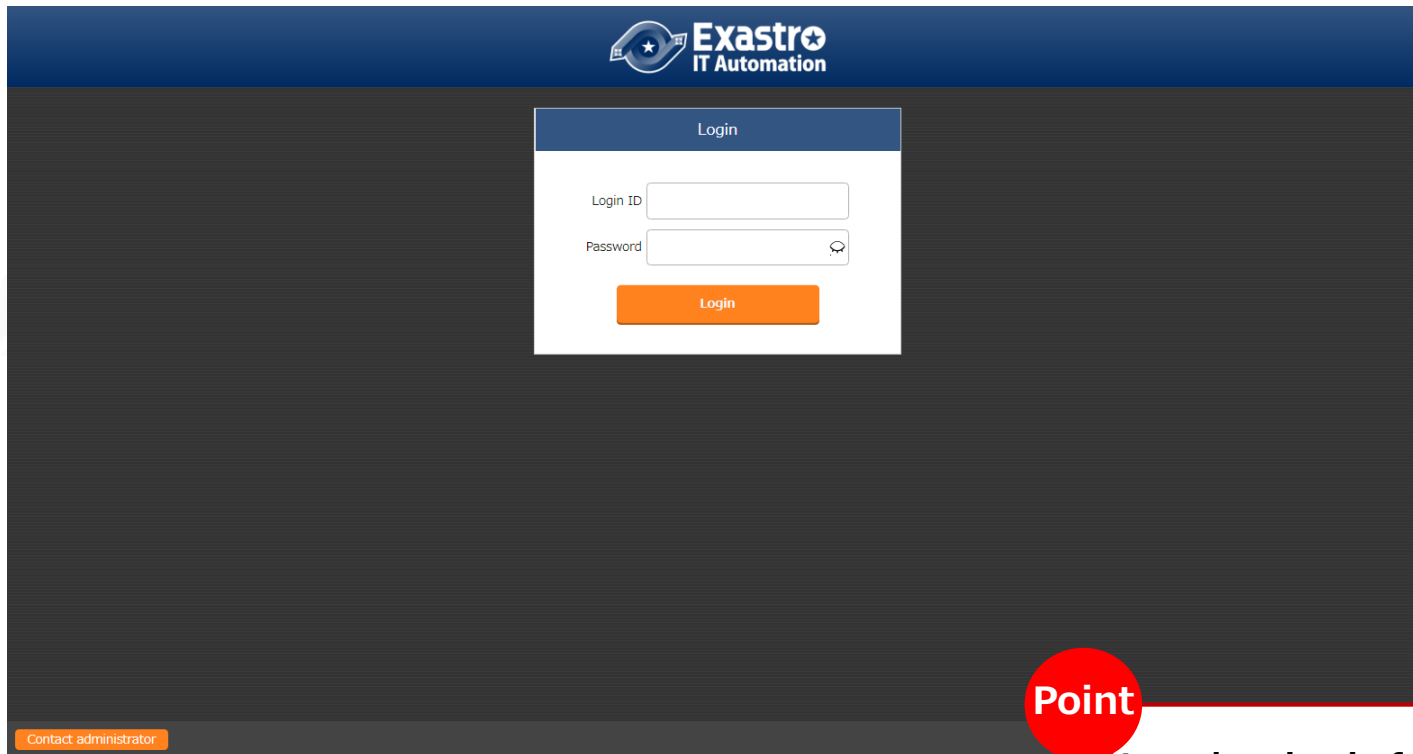 Exastro
IT Automation
Login
Login ID
Password
Login
Point
Contact administrator